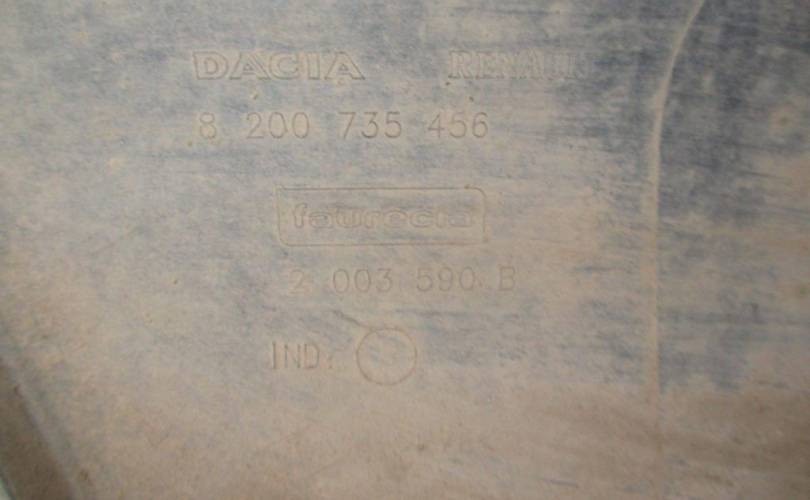 DACIA RENAULT
8 200 735 456
faurecia
2 003 590 B
IND: